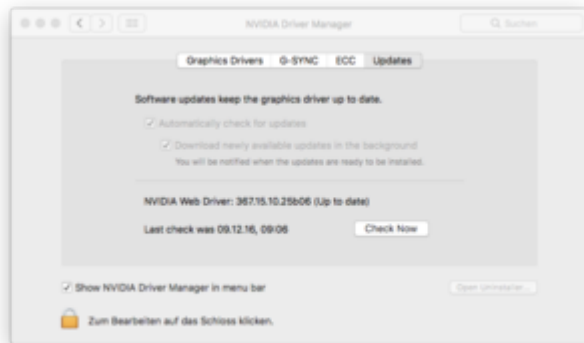 NVIDIA Driver Manager
Suchen
Graphics Drivers G-SYNC ECC Updates
Software updates keep the graphics driver up to date.
Automatically check for updates
Download newly available updates in the background
You will be notified when the updates are ready to be installed.
NVIDIA Web Driver: 367.15.10.25b06 (Up to date)
Last check was 09.12.16, 09:06 Check Now
Show NVIDIA Driver Manager in menu bar Open Uninstaller...
Zum Bearbeiten auf das Schloss klicken.